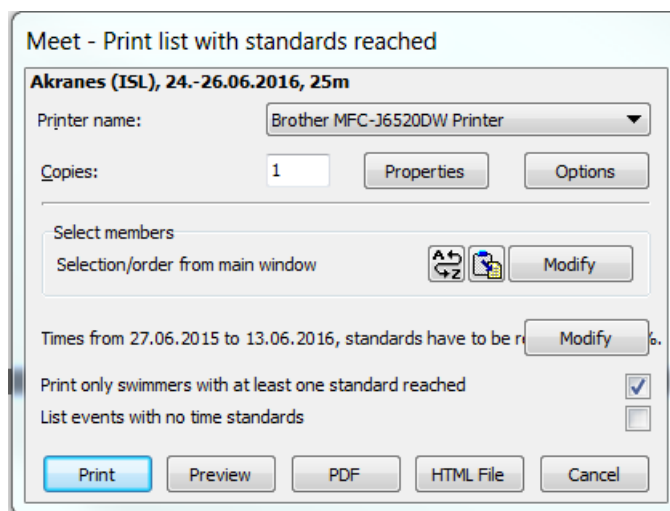 Meet - Print list with standards reached
Akranes (ISL), 24.-26.06.2016, 25m
Printer name: Brother MFC-J6520DW Printer
Copies: 1 Properties Options
Select members
Selection/order from main window A Z Modify
Times from 27.06.2015 to 13.06.2016, standards have to be Modify %.
Print only swimmers with at least one standard reached
List events with no time standards
Print Preview PDF HTML File Cancel